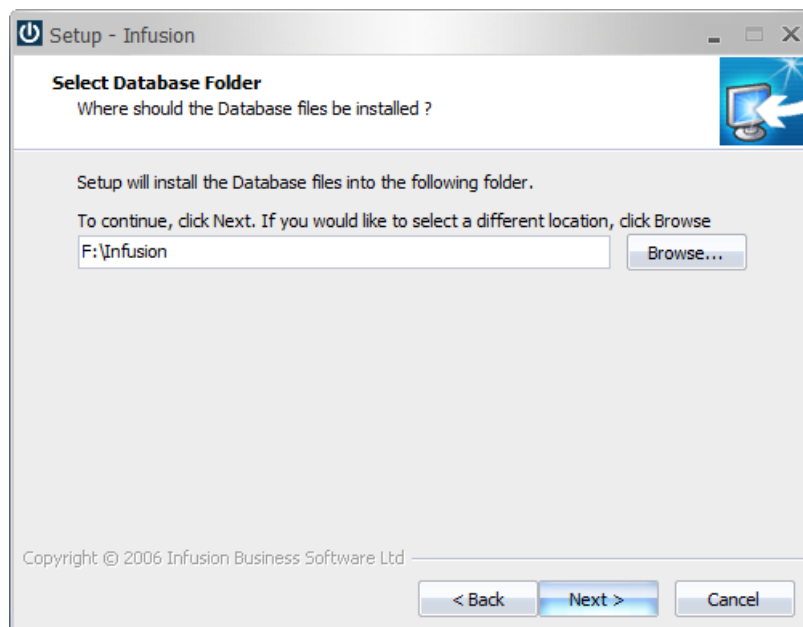 Setup - Infusion
Select Database Folder
Where should the Database files be installed ?
Setup will install the Database files into the following folder.
To continue, click Next. If you would like to select a different location, click Browse
F:\Infusion
Browse...
Copyright © 2006 Infusion Business Software Ltd
< Back
Next >
Cancel